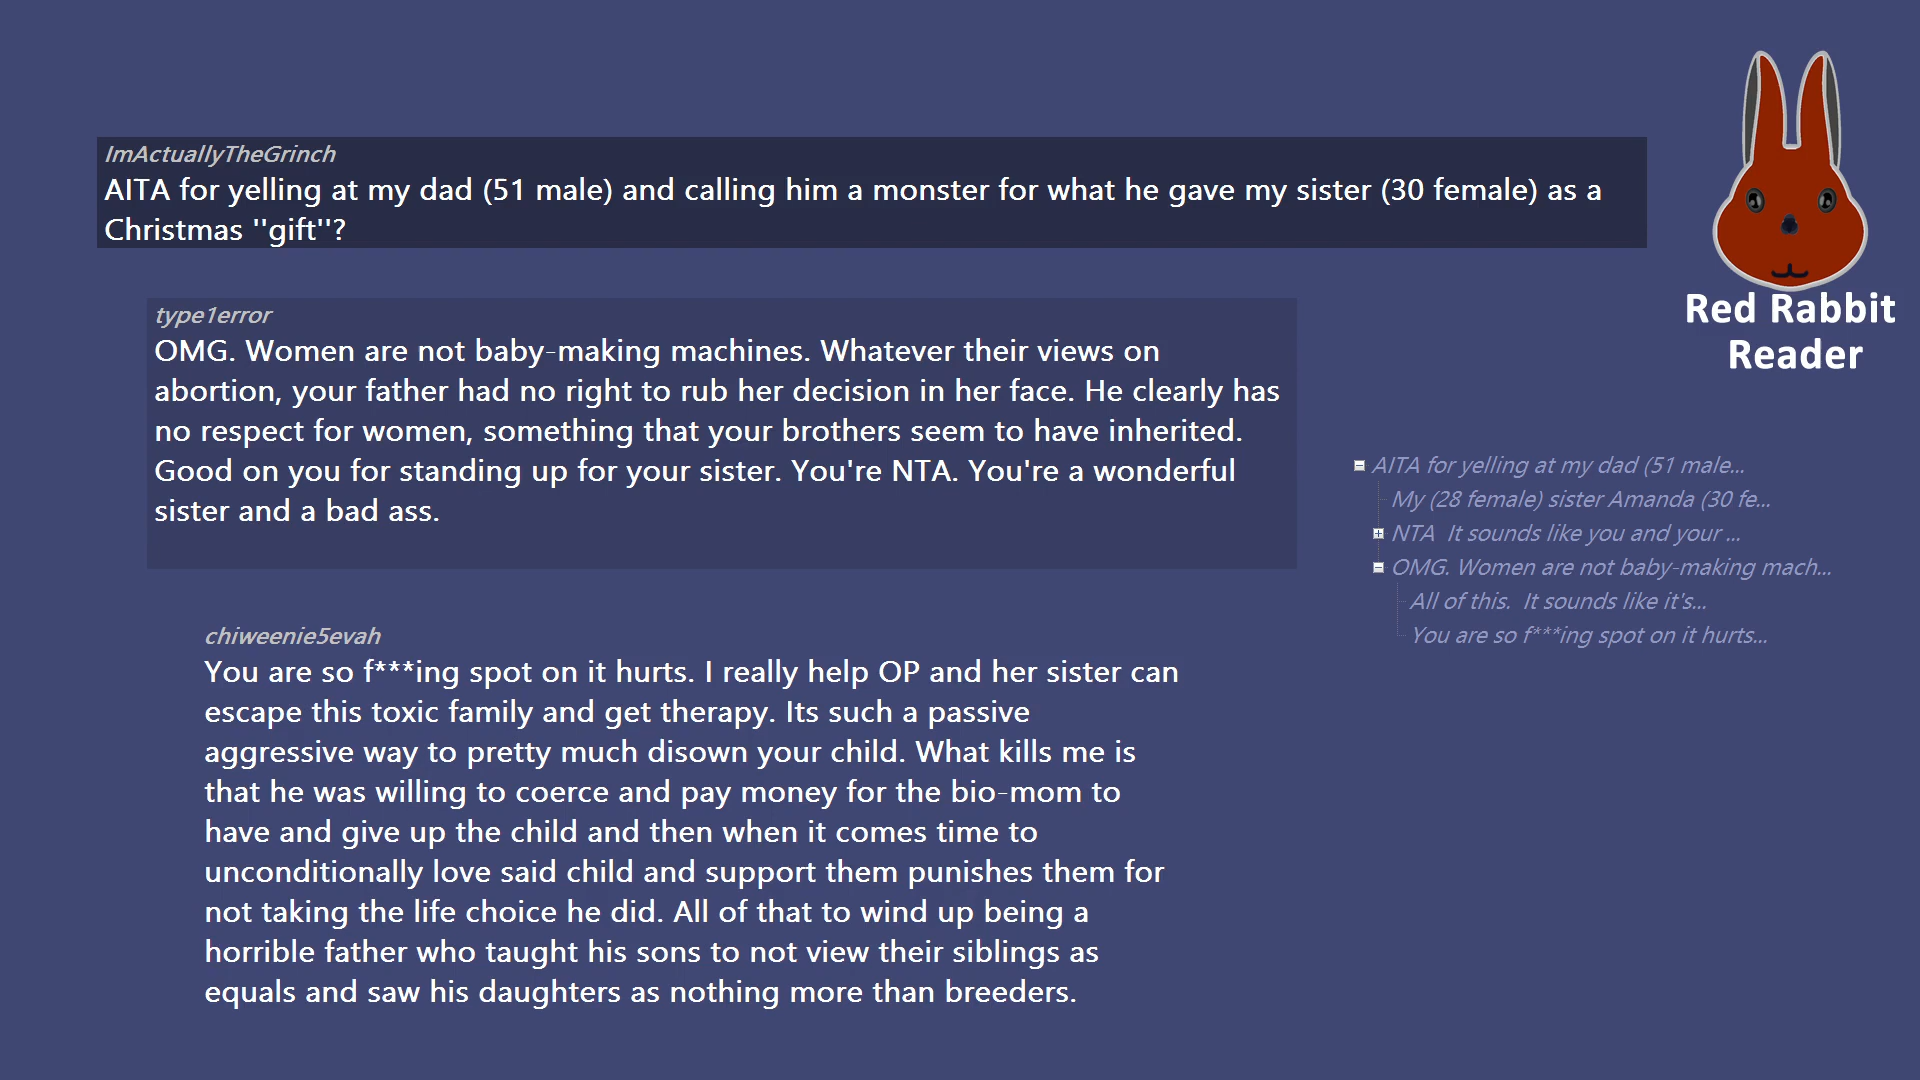 ImActuallyTheGrinch
AITA for yelling at my dad (51 male) and calling him a monster for what he gave my sister (30 female) as a
Christmas ''gift''?
type1error
OMG. Women are not baby-making machines. Whatever their views on
abortion, your father had no right to rub her decision in her face. He clearly has
no respect for women, something that your brothers seem to have inherited.
Good on you for standing up for your sister. You're NTA. You're a wonderful
sister and a bad ass.
chiweenie5evah
You are so f***ing spot on it hurts. I really help OP and her sister can
escape this toxic family and get therapy. Its such a passive
aggressive way to pretty much disown your child. What kills me is
that he was willing to coerce and pay money for the bio-mom to
have and give up the child and then when it comes time to
unconditionally love said child and support them punishes them for
not taking the life choice he did. All of that to wind up being a
horrible father who taught his sons to not view their siblings as
equals and saw his daughters as nothing more than breeders.
Red Rabbit
Reader
AITA for yelling at my dad (51 male...
My (28 female) sister Amanda (30 fe...
NTA  It sounds like you and your ...
OMG. Women are not baby-making mach...
All of this.  It sounds like it's...
You are so f***ing spot on it hurts...